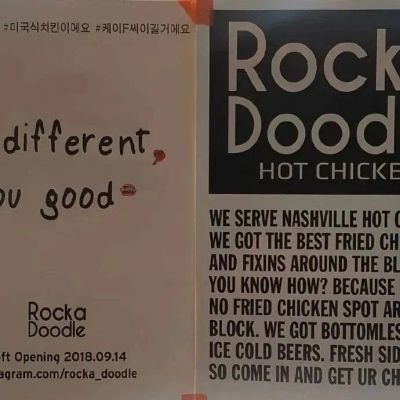 #미국식치킨이에요 #케이F씨이길거에요
different,
ou good
Rocka
Doodle
ft Opening 2018.09.14
agram.com/rocka_doodle
Rock
Dood
HOT CHICKE
WE SERVE NASHVILLE HOT C
WE GOT THE BEST FRIED CH
AND FIXINS AROUND THE BL
YOU KNOW HOW? BECAUSE
NO FRIED CHICKEN SPOT AR
BLOCK. WE GOT BOTTOMLES
ICE COLD BEERS. FRESH SID
SO COME IN AND GET UR CH